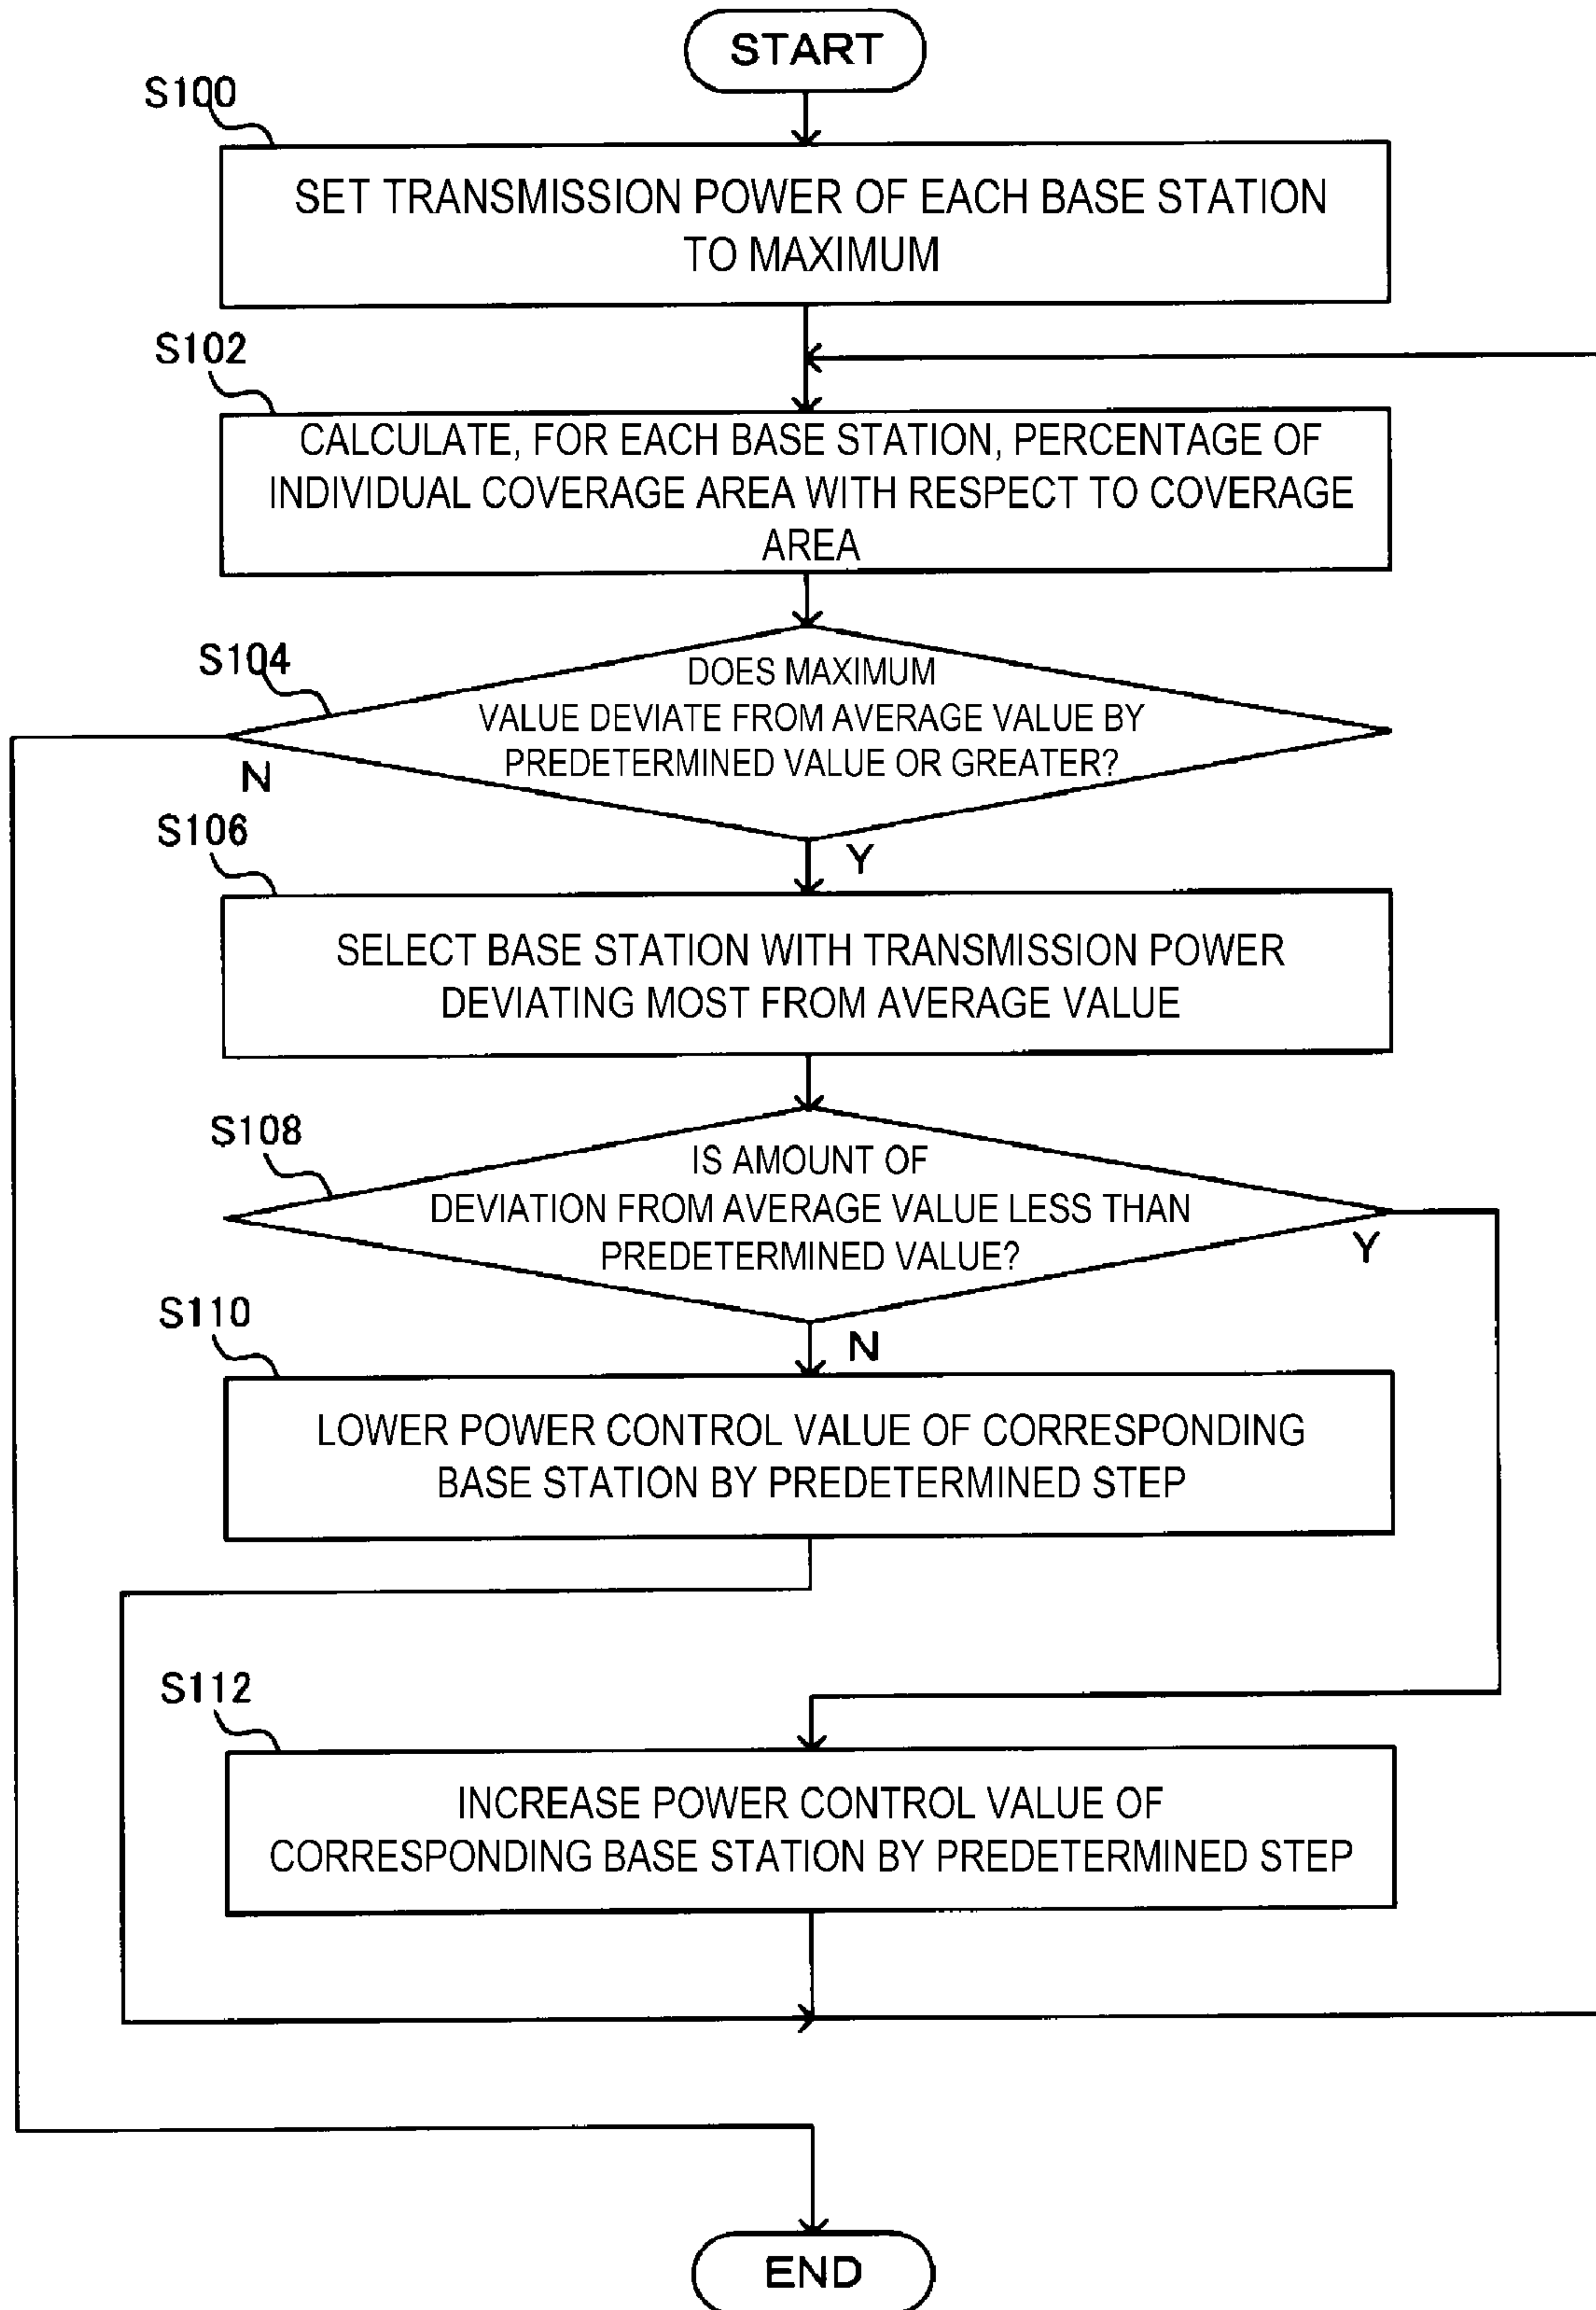 START
S100
SET TRANSMISSION POWER OF EACH BASE STATION
TO MAXIMUM
S102
CALCULATE, FOR EACH BASE STATION, PERCENTAGE OF
INDIVIDUAL COVERAGE AREA WITH RESPECT TO COVERAGE
AREA
S104
DOES MAXIMUM
VALUE DEVIATE FROM AVERAGE VALUE BY
PREDETERMINED VALUE OR GREATER?
N
Y
S106
SELECT BASE STATION WITH TRANSMISSION POWER
DEVIATING MOST FROM AVERAGE VALUE
S108
IS AMOUNT OF
DEVIATION FROM AVERAGE VALUE LESS THAN
PREDETERMINED VALUE?
Y
N
S110
LOWER POWER CONTROL VALUE OF CORRESPONDING
BASE STATION BY PREDETERMINED STEP
S112
INCREASE POWER CONTROL VALUE OF
CORRESPONDING BASE STATION BY PREDETERMINED STEP
END